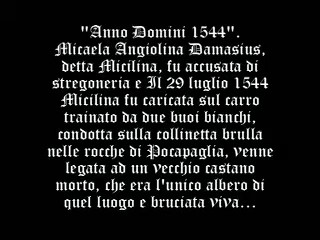 "Anno Domini 1544".
Micaela Angiolina Damasius,
detta Micilina, fu accusata di
stregoneria e Il 29 luglio 1544
Micilina fu caricata sul carro
trainato da due buoi bianchi,
condotta sulla collinetta brulla
nelle rocche di Pocapaglia, venne
legata ad un vecchio castano
morto, che era l'unico albero di
quel luogo e bruciata viva...